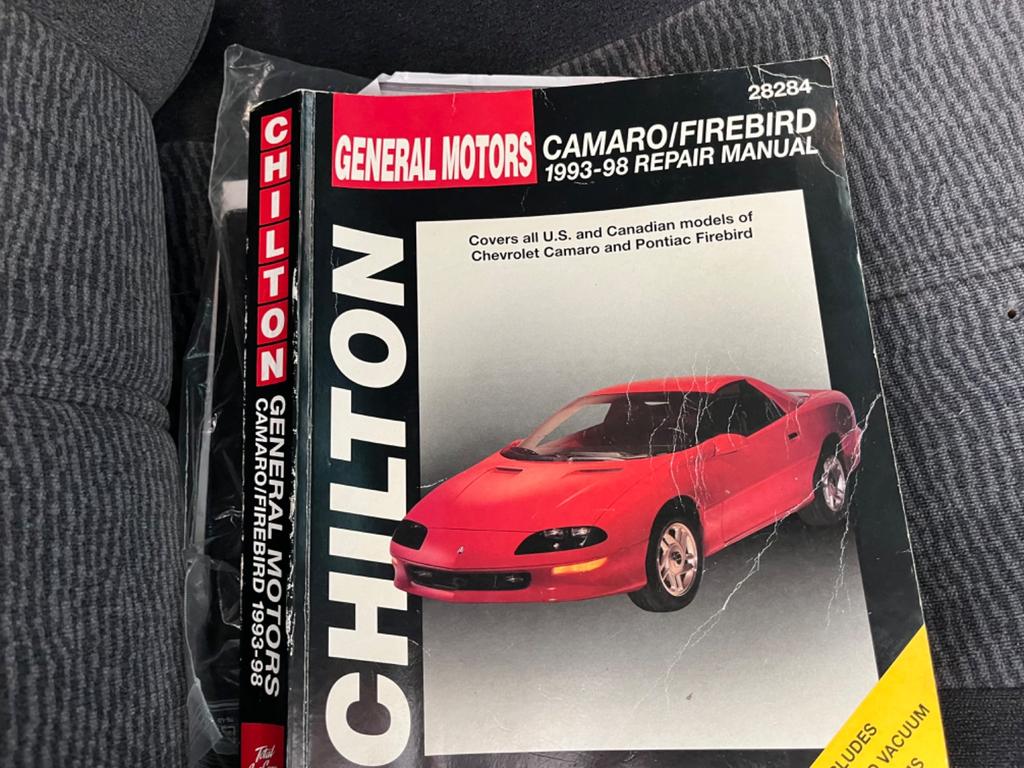 CHILTON
GENERAL MOTORS
CAMARO/FIREBIRD 1993-98
Total
28284
GENERAL MOTORS
CAMARO/FIREBIRD
1993-98 REPAIR MANUAL
Covers all U.S. and Canadian models of
Chevrolet Camaro and Pontiac Firebird
CHILTON
VACUUM